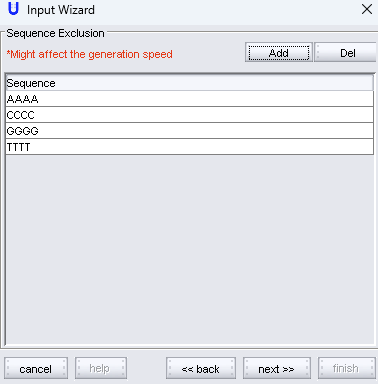 Input Wizard
Sequence Exclusion
*Might affect the generation speed
Add
Del
Sequence
AAAA
CCCC
GGGG
TTTT
cancel
help
<< back
next >>
finish